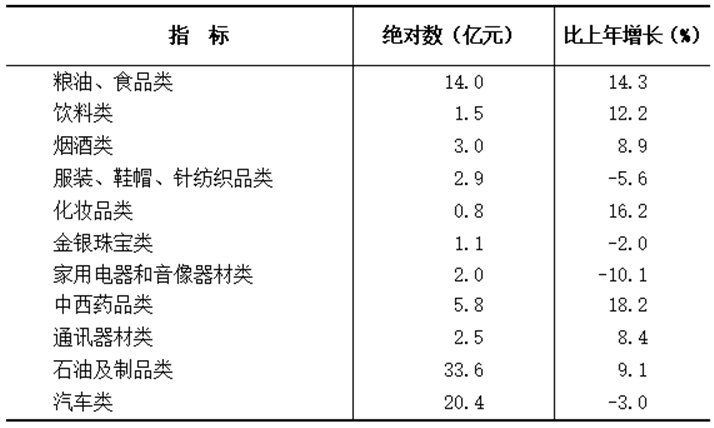 指 标 绝对数（亿元） 比上年增长（%）
粮油、食品类 14.0 14.3
饮料类 1.5 12.2
烟酒类 3.0 8.9
服装、鞋帽、针纺织品类 2.9 -5.6
化妆品类 0.8 16.2
金银珠宝类 1.1 -2.0
家用电器和音像器材类 2.0 -10.1
中西药品类 5.8 18.2
通讯器材类 2.5 8.4
石油及制品类 33.6 9.1
汽车类 20.4 -3.0